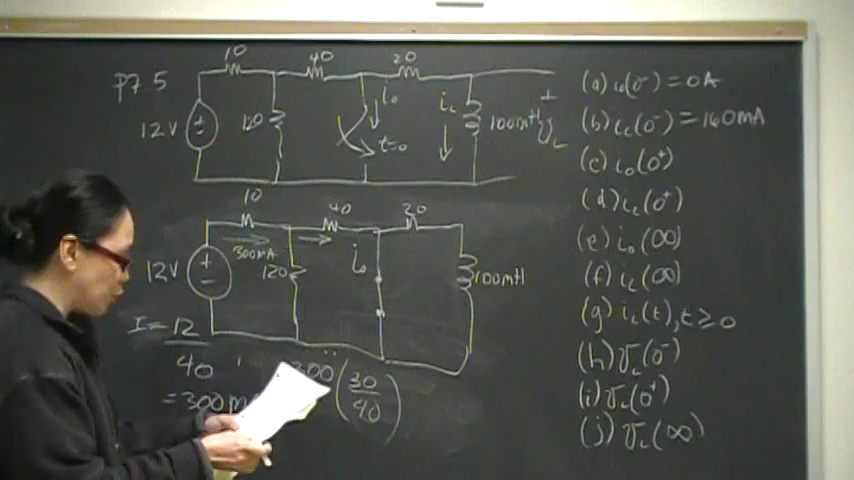 P7.5
10
40
20
12V
120
i₀
t=0
i_L
100mH
+
v_L
-
10
40
20
300mA
12V
120
i₀
100mH
I = 12
40
= 300m
300 (30
40)
(a) i₀(0⁻) = 0A
(b) i_L(0⁻) = 160mA
(c) i₀(0⁺)
(d) i_L(0⁺)
(e) i₀(∞)
(f) i_L(∞)
(g) i_L(t), t ≥ 0
(h) v_L(0⁻)
(i) v_L(0⁺)
(j) v_L(∞)